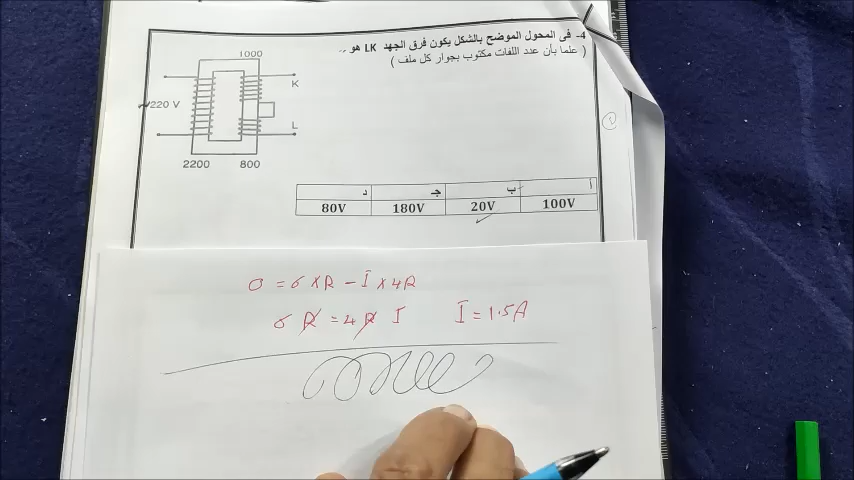 4- فى المحول الموضح بالشكل يكون فرق الجهد LK هو ..
( علما بأن عدد اللفات مكتوب بجوار كل ملف )
1000
K
~220 V
L
2200 800
أ ب جـ د
100V 20V 180V 80V
0 = 6 x R - I x 4R
6 R = 4 R I I = 1.5A